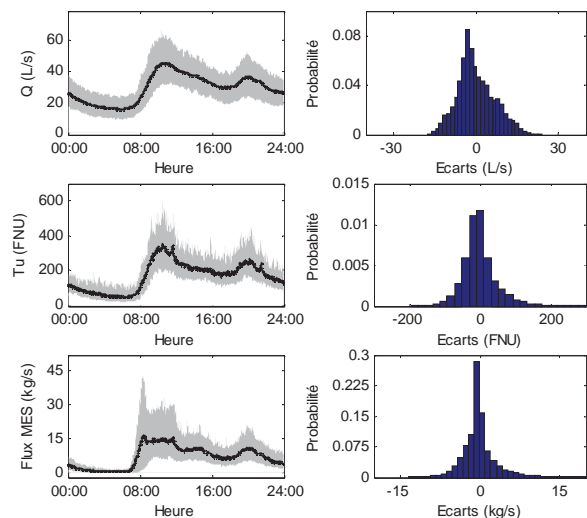 60
40
20
0
Q (L/s)
00:00 08:00 16:00 24:00
Heure
0.08
0.04
0
Probabilité
-30 0 30
Ecarts (L/s)
600
400
200
0
Tu (FNU)
00:00 08:00 16:00 24:00
Heure
0.015
0.01
0.005
0
Probabilité
-200 0 200
Ecarts (FNU)
45
30
15
0
Flux MES (kg/s)
00:00 08:00 16:00 24:00
Heure
0.3
0.225
0.15
0.075
0
Probabilité
-15 0 15
Ecarts (kg/s)